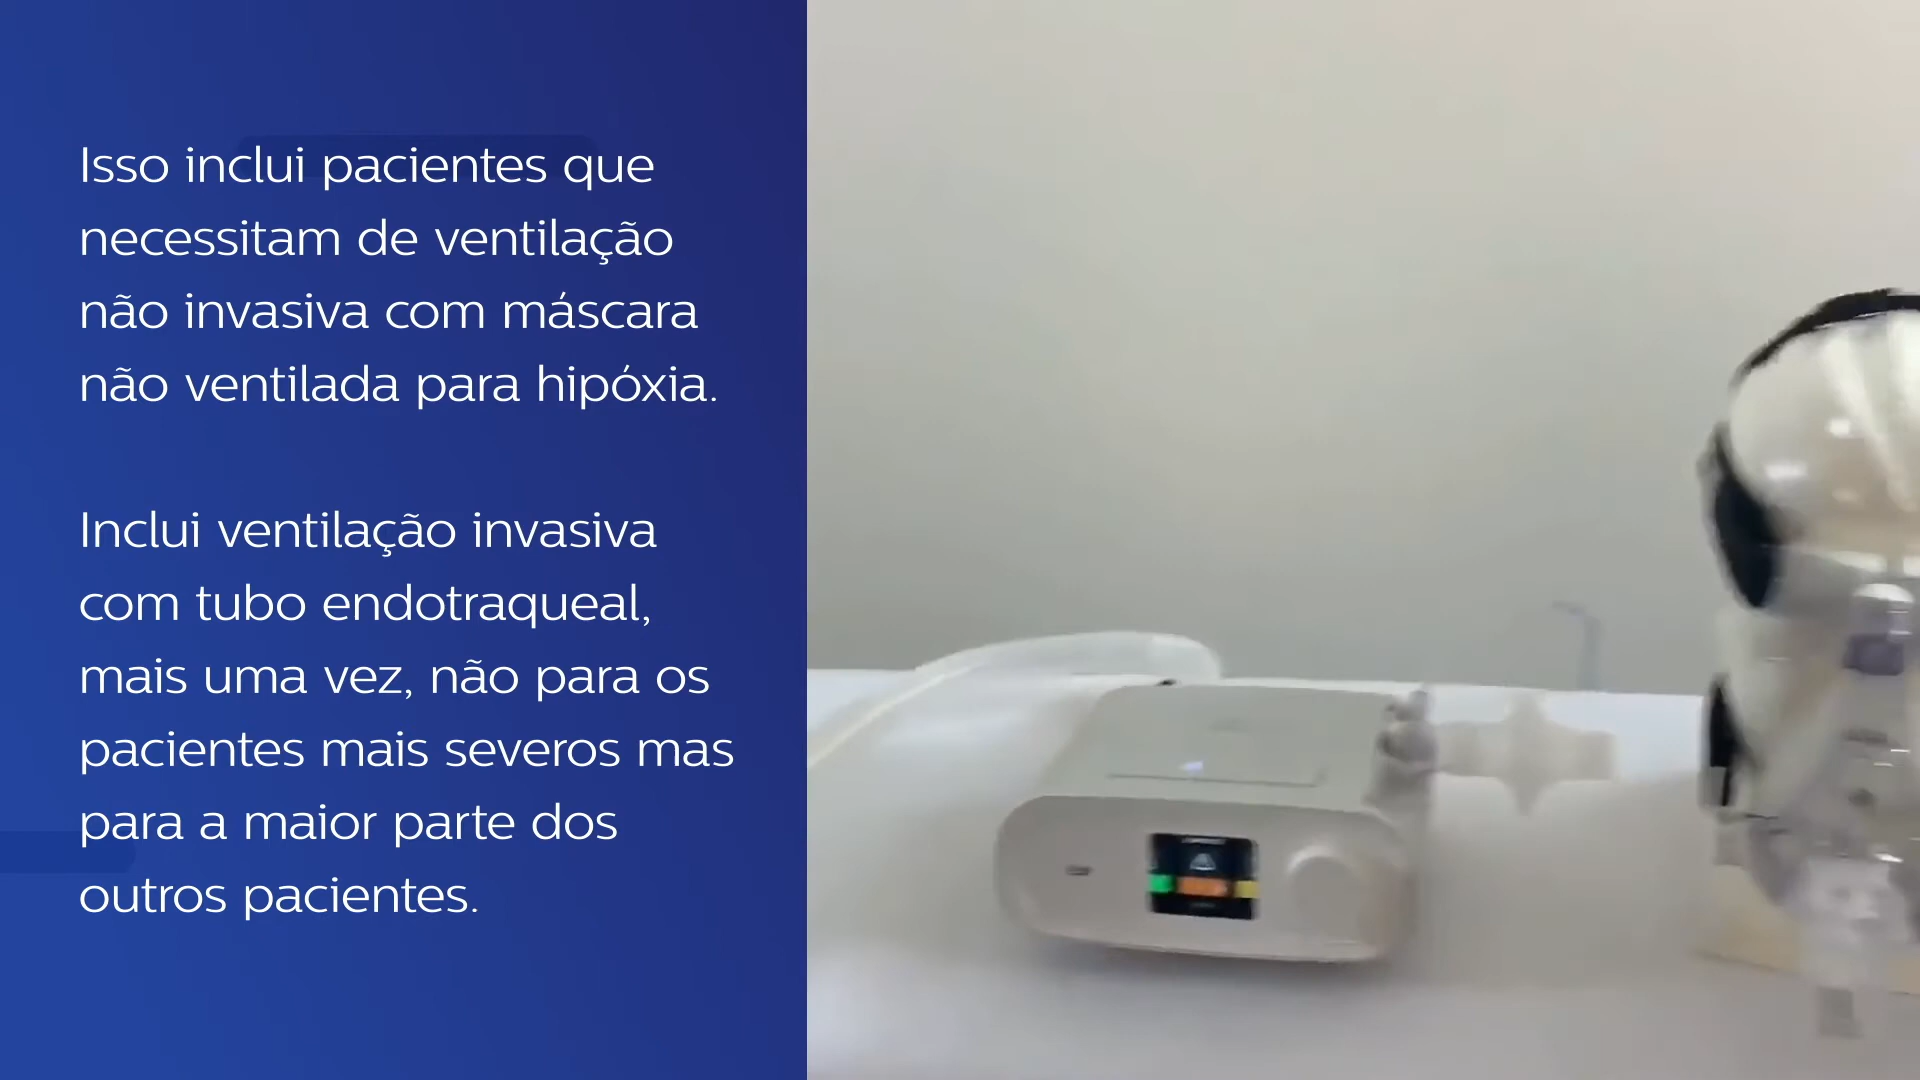 Isso inclui pacientes que
necessitam de ventilação
não invasiva com máscara
não ventilada para hipóxia.
Inclui ventilação invasiva
com tubo endotraqueal,
mais uma vez, não para os
pacientes mais severos mas
para a maior parte dos
outros pacientes.